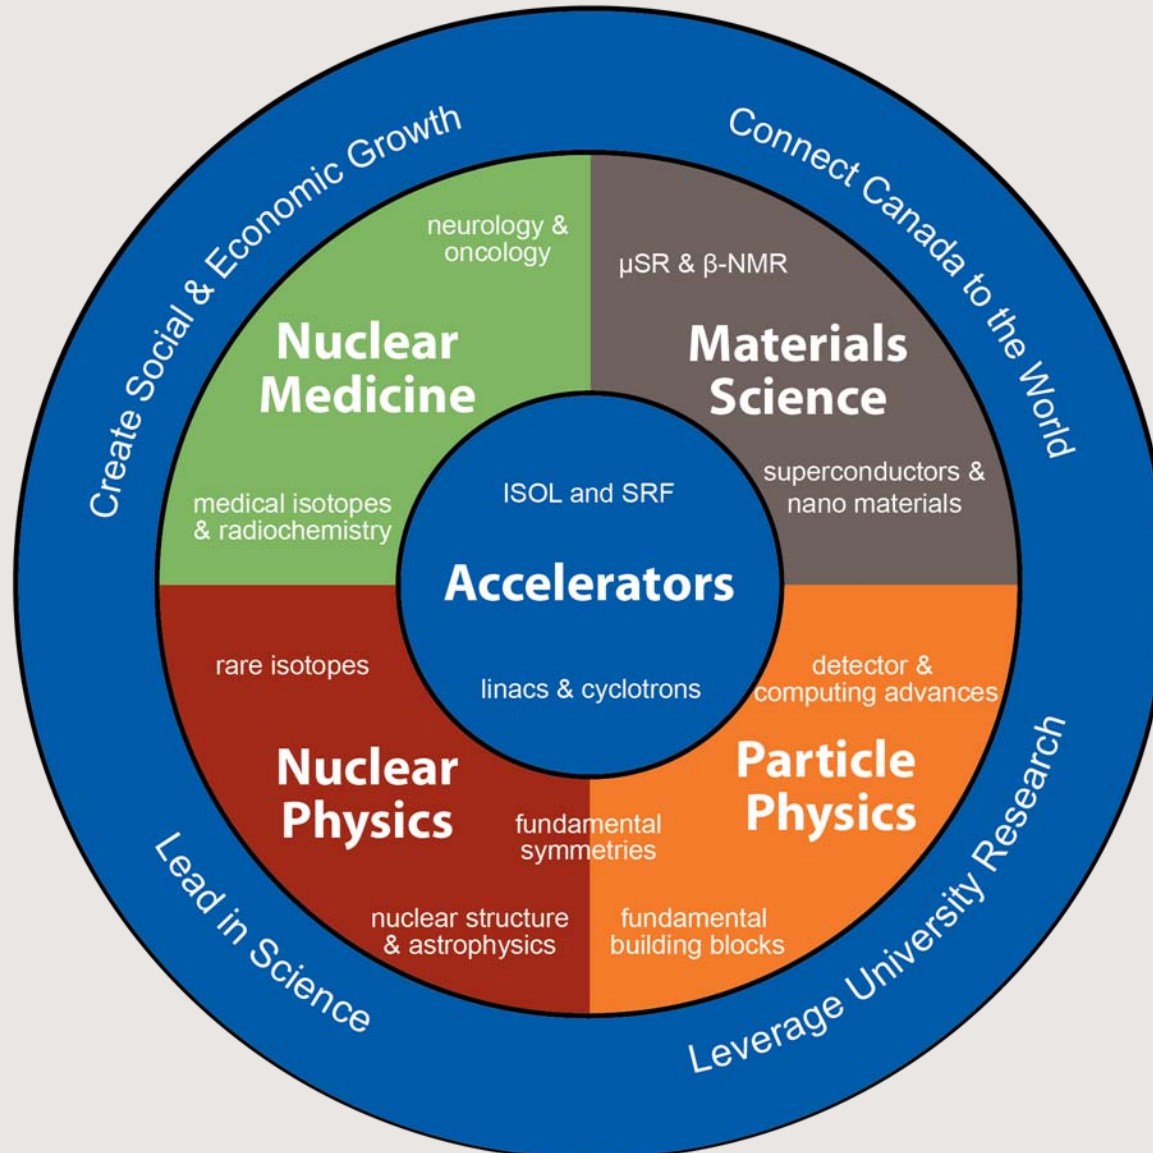 Create Social & Economic Growth
Connect Canada to the World
neurology &
oncology
Nuclear
Medicine
medical isotopes
& radiochemistry
µSR & β-NMR
Materials
Science
superconductors &
nano materials
ISOL and SRF
Accelerators
linacs & cyclotrons
rare isotopes
Nuclear
Physics
nuclear structure
& astrophysics
fundamental
symmetries
detector &
computing advances
Particle
Physics
fundamental
building blocks
Lead in Science
Leverage University Research